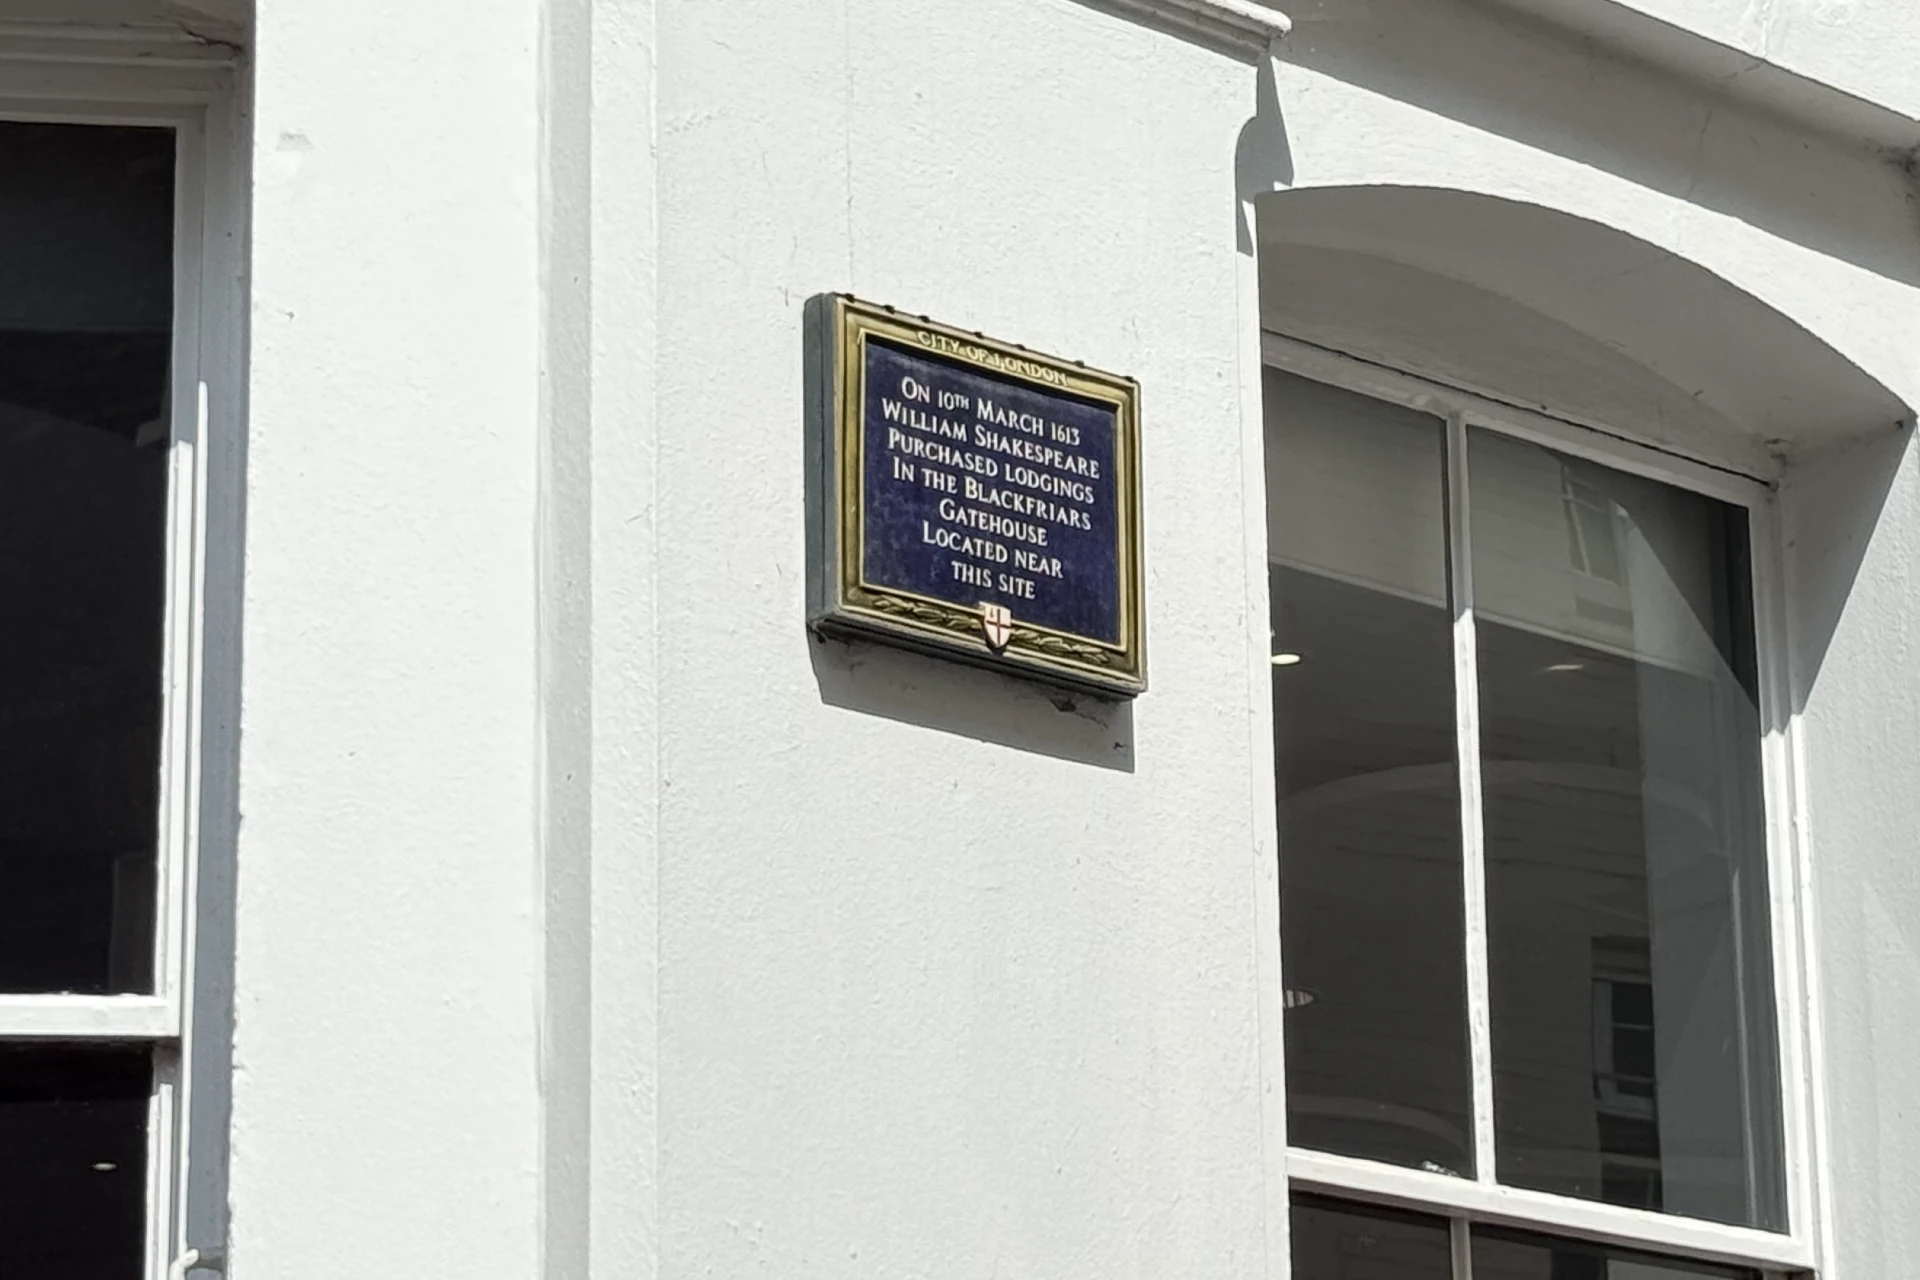 CITY OF LONDON
ON 10TH MARCH 1613
WILLIAM SHAKESPEARE
PURCHASED LODGINGS
IN THE BLACKFRIARS
GATEHOUSE
LOCATED NEAR
THIS SITE